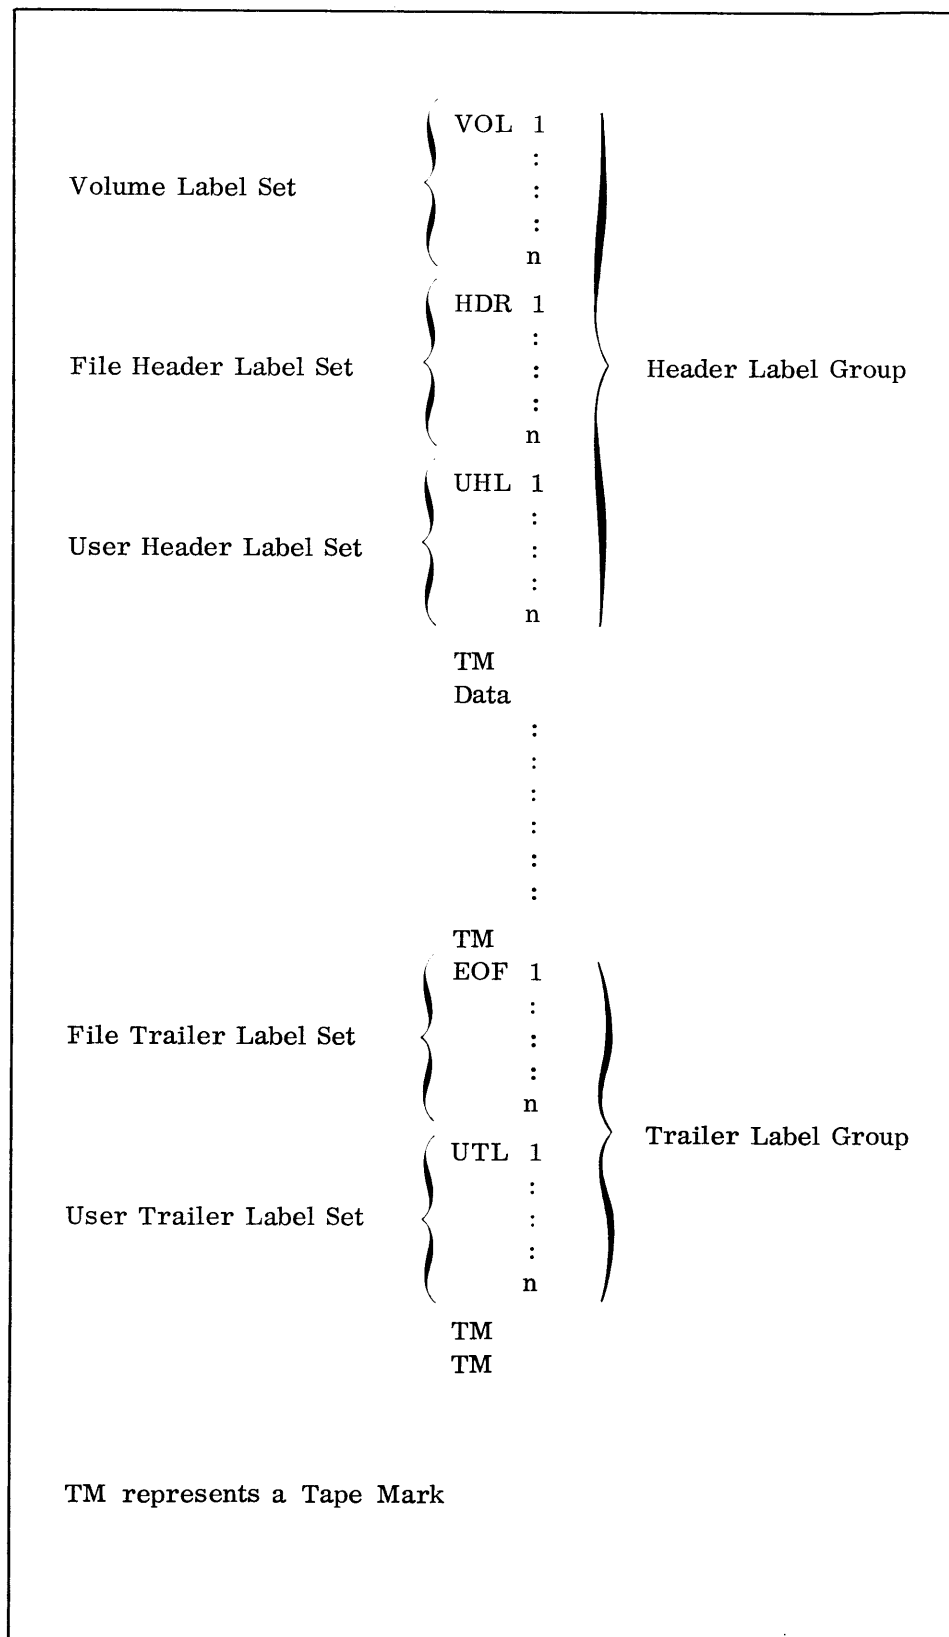 VOL 1
:
Volume Label Set :
:
n
HDR 1
:
File Header Label Set : Header Label Group
:
n
UHL 1
:
User Header Label Set :
:
n
TM
Data
:
:
:
:
:
:
TM
EOF 1
:
File Trailer Label Set :
:
n
Trailer Label Group
UTL 1
:
User Trailer Label Set :
:
n
TM
TM
TM represents a Tape Mark